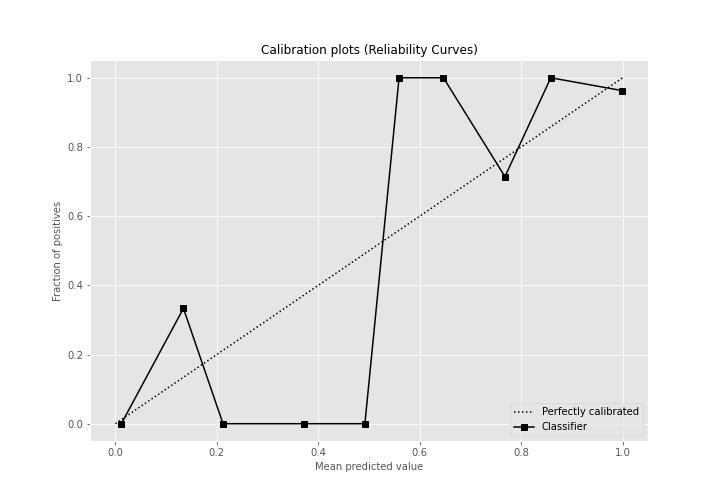 Calibration plots (Reliability Curves)
Fraction of positives
1.0
0.8
0.6
0.4
0.2
0.0
Perfectly calibrated
Classifier
0.0 0.2 0.4 0.6 0.8 1.0
Mean predicted value